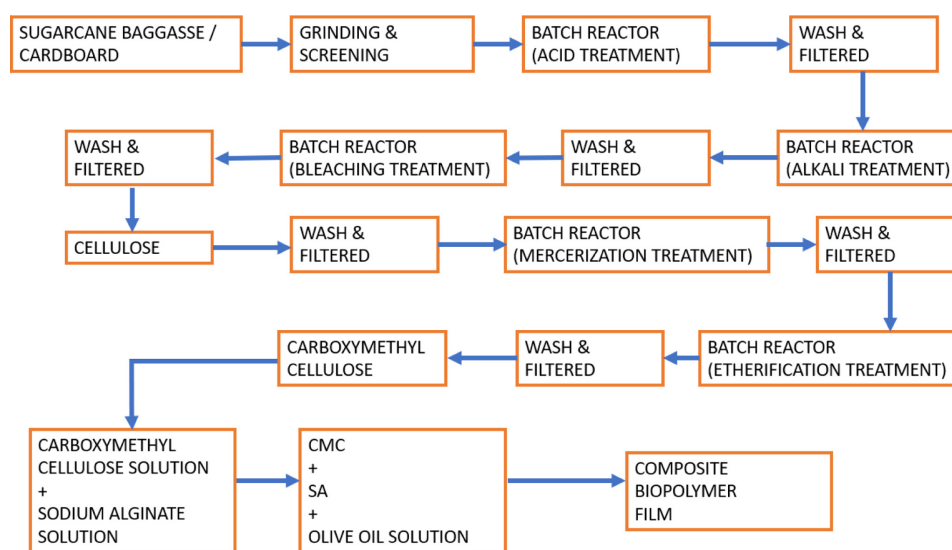 SUGARCANE BAGGASSE /
CARDBOARD
GRINDING &
SCREENING
BATCH REACTOR
(ACID TREATMENT)
WASH &
FILTERED
BATCH REACTOR
(ALKALI TREATMENT)
WASH &
FILTERED
BATCH REACTOR
(BLEACHING TREATMENT)
WASH &
FILTERED
CELLULOSE
WASH &
FILTERED
BATCH REACTOR
(MERCERIZATION TREATMENT)
WASH &
FILTERED
BATCH REACTOR
(ETHERIFICATION TREATMENT)
WASH &
FILTERED
CARBOXYMETHYL
CELLULOSE
CARBOXYMETHYL
CELLULOSE SOLUTION
+
SODIUM ALGINATE
SOLUTION
CMC
+
SA
+
OLIVE OIL SOLUTION
COMPOSITE
BIOPOLYMER
FILM